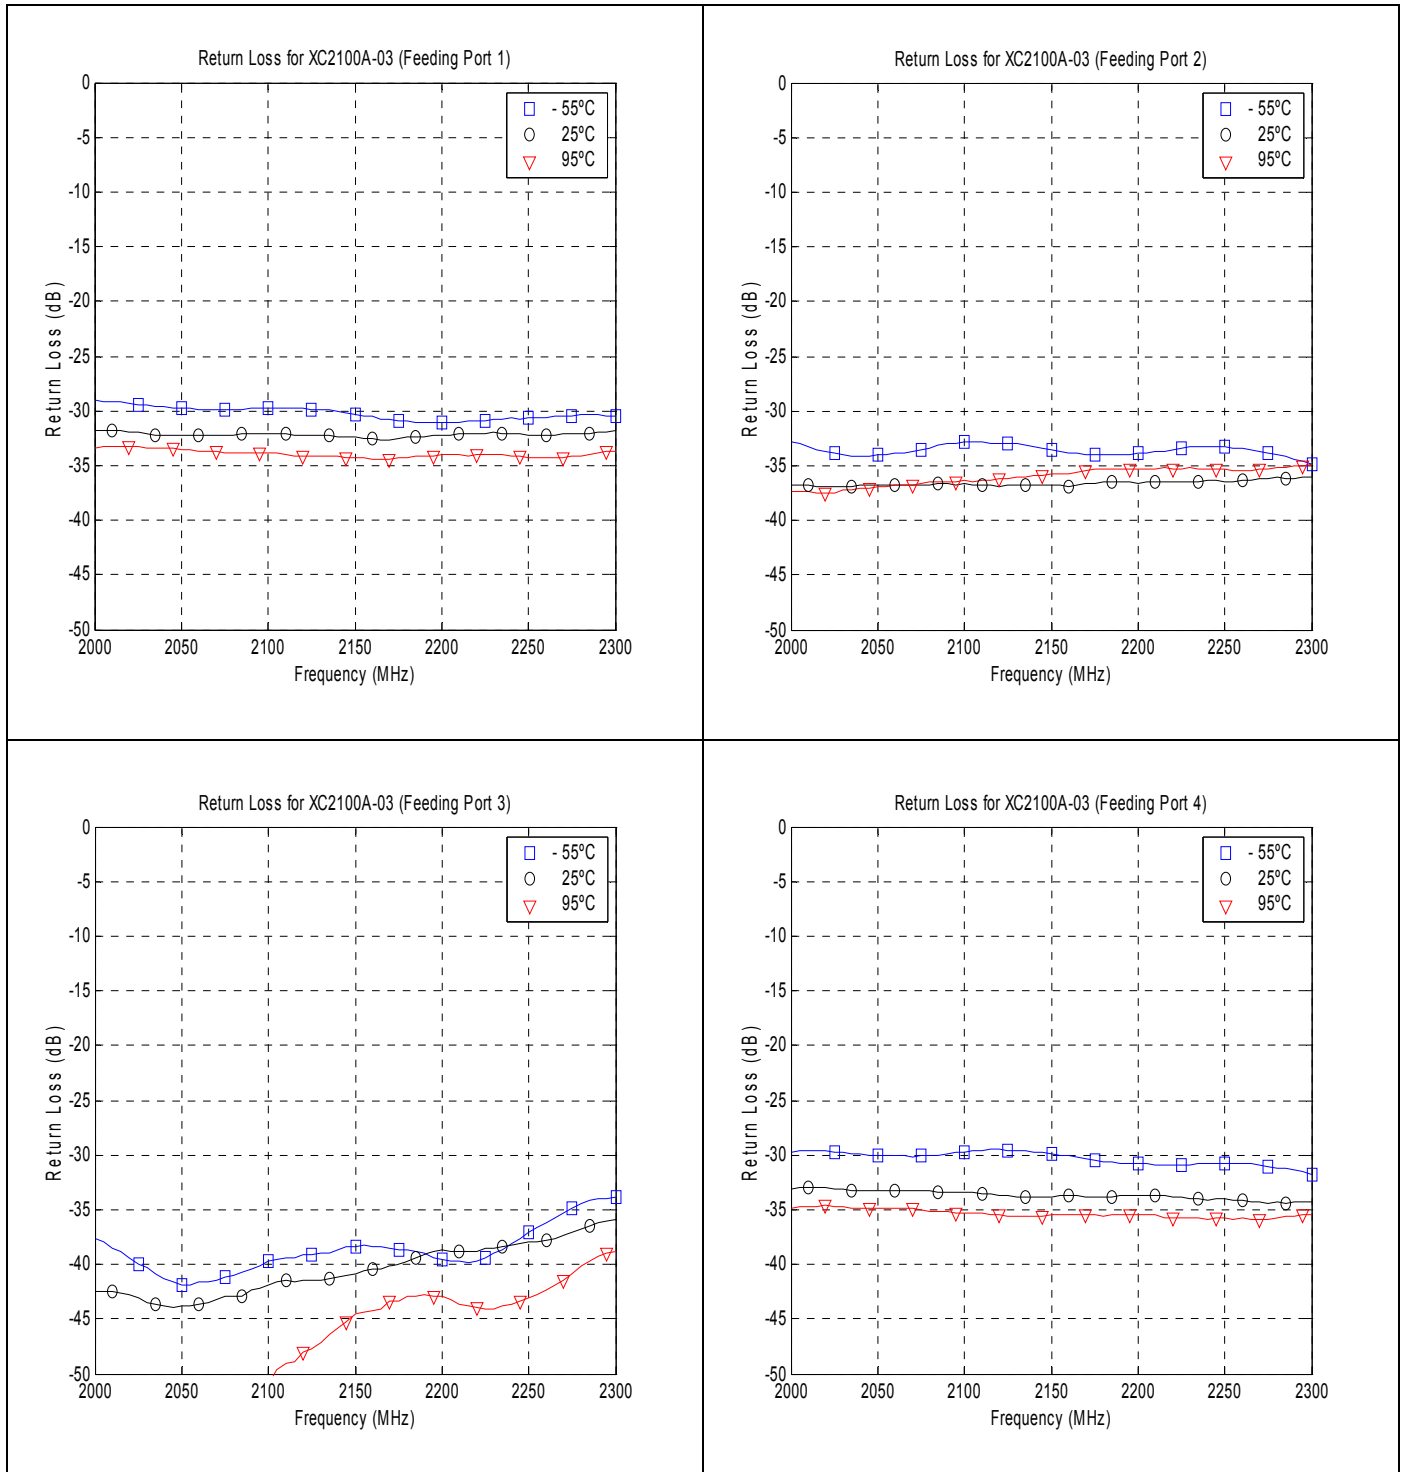 Return Loss for XC2100A-03 (Feeding Port 1)
0
-5
-10
-15
-20
-25
-30
-35
-40
-45
-50
Return Loss (dB)
- 55ºC
25ºC
95ºC
2000 2050 2100 2150 2200 2250 2300
Frequency (MHz)
Return Loss for XC2100A-03 (Feeding Port 2)
0
-5
-10
-15
-20
-25
-30
-35
-40
-45
-50
Return Loss (dB)
- 55ºC
25ºC
95ºC
2000 2050 2100 2150 2200 2250 2300
Frequency (MHz)
Return Loss for XC2100A-03 (Feeding Port 3)
0
-5
-10
-15
-20
-25
-30
-35
-40
-45
-50
Return Loss (dB)
- 55ºC
25ºC
95ºC
2000 2050 2100 2150 2200 2250 2300
Frequency (MHz)
Return Loss for XC2100A-03 (Feeding Port 4)
0
-5
-10
-15
-20
-25
-30
-35
-40
-45
-50
Return Loss (dB)
- 55ºC
25ºC
95ºC
2000 2050 2100 2150 2200 2250 2300
Frequency (MHz)